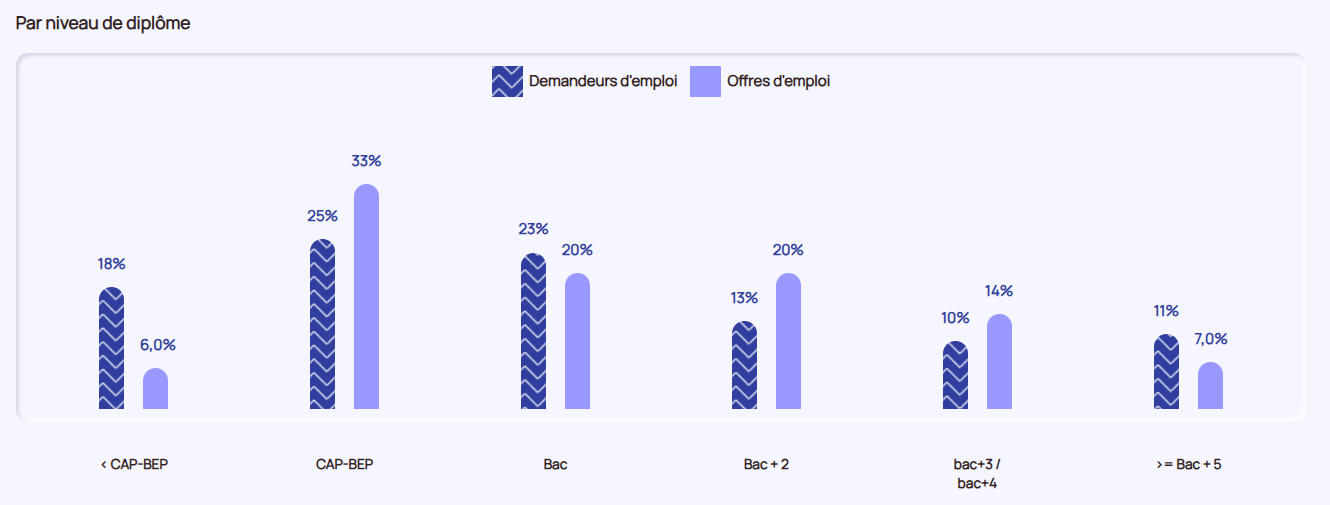 Par niveau de diplôme
Demandeurs d'emploi Offres d'emploi
18% 6,0%
25% 33%
23% 20%
13% 20%
10% 14%
11% 7,0%
< CAP-BEP
CAP-BEP
Bac
Bac + 2
bac+3 /
bac+4
>= Bac + 5